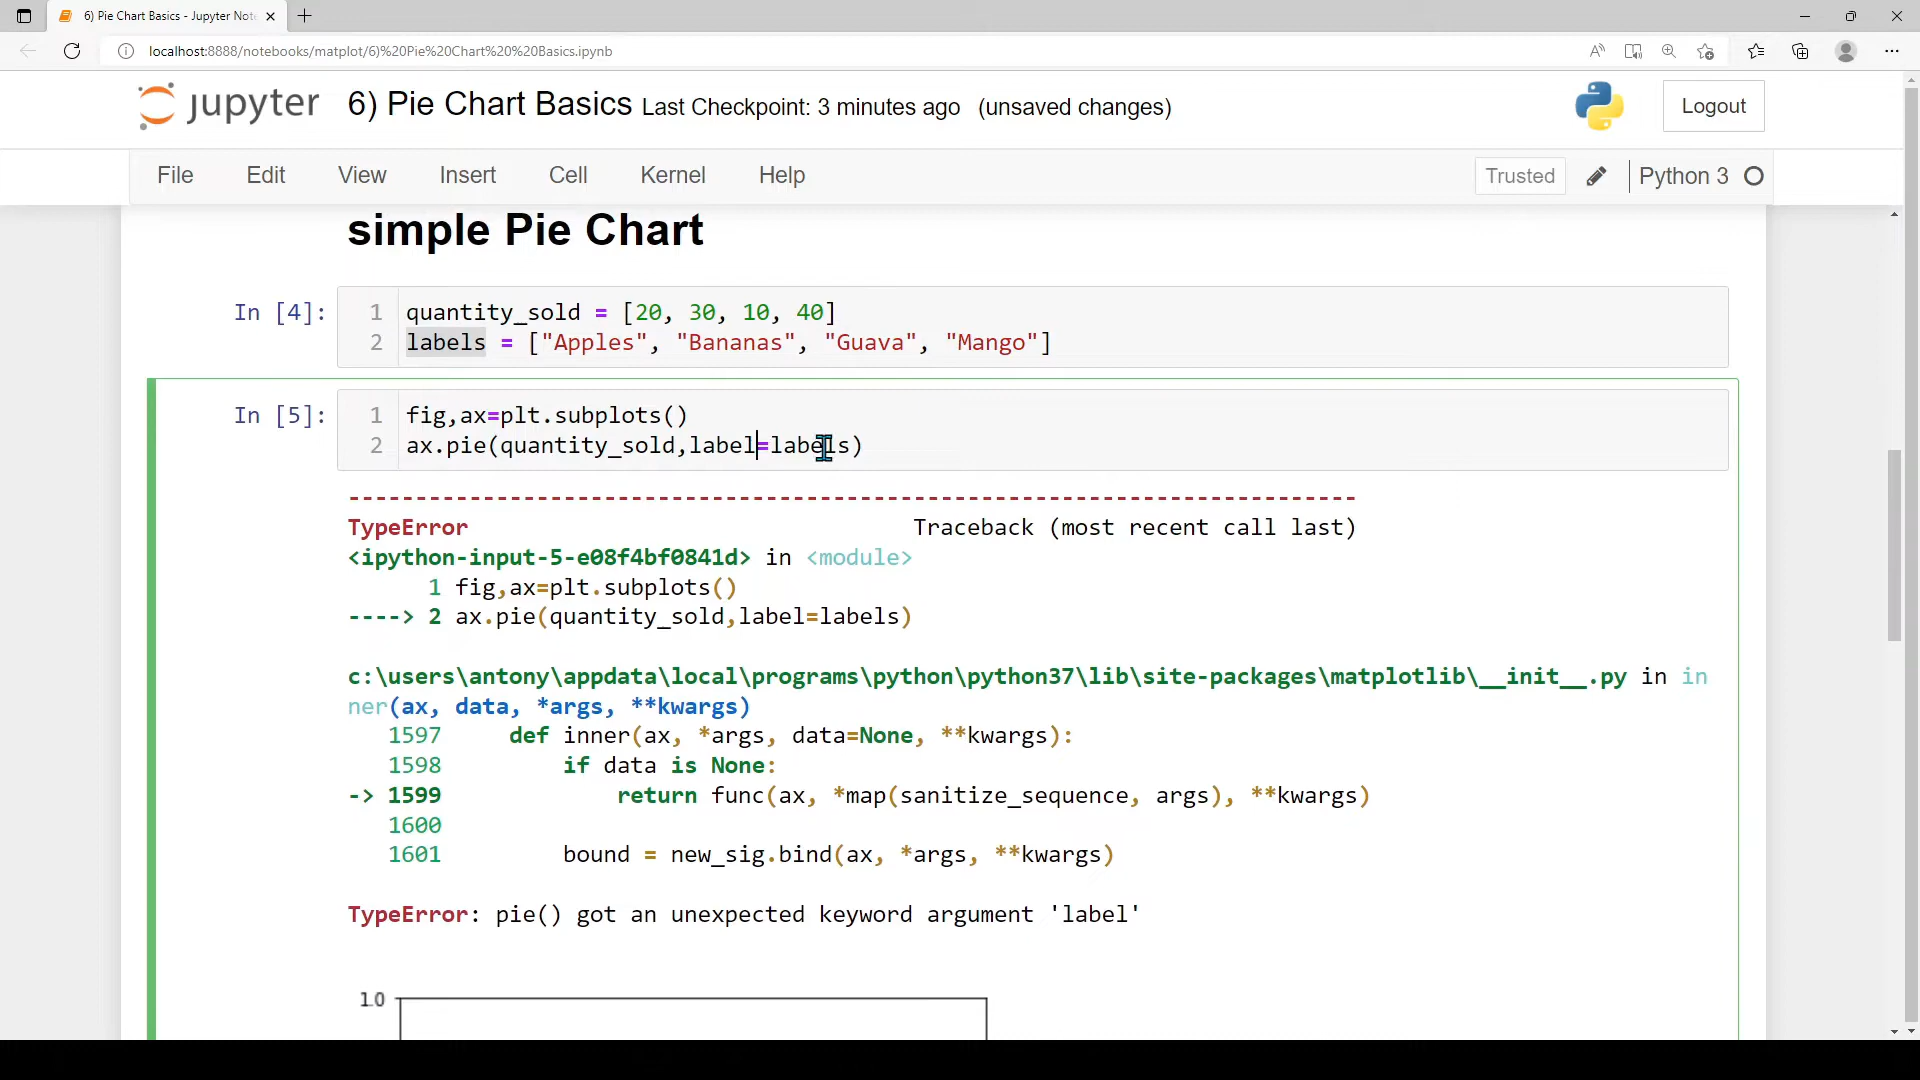 6) Pie Chart Basics - Jupyter Not
localhost:8888/notebooks/matplot/6)%20Pie%20Chart%20%20Basics.ipynb
jupyter 6) Pie Chart Basics Last Checkpoint: 3 minutes ago (unsaved changes)
Logout
File Edit View Insert Cell Kernel Help
Trusted Python 3
simple Pie Chart
In [4]: 1 quantity_sold = [20, 30, 10, 40]
2 labels = ["Apples", "Bananas", "Guava", "Mango"]
In [5]: 1 fig,ax=plt.subplots()
2 ax.pie(quantity_sold,label=labels)
---------------------------------------------------------------------------
TypeError Traceback (most recent call last)
<ipython-input-5-e08f4bf0841d> in <module>
1 fig,ax=plt.subplots()
----> 2 ax.pie(quantity_sold,label=labels)
c:\users\antony\appdata\local\programs\python\python37\lib\site-packages\matplotlib\__init__.py in in
ner(ax, data, *args, **kwargs)
1597 def inner(ax, *args, data=None, **kwargs):
1598 if data is None:
-> 1599 return func(ax, *map(sanitize_sequence, args), **kwargs)
1600
1601 bound = new_sig.bind(ax, *args, **kwargs)
TypeError: pie() got an unexpected keyword argument 'label'
1.0